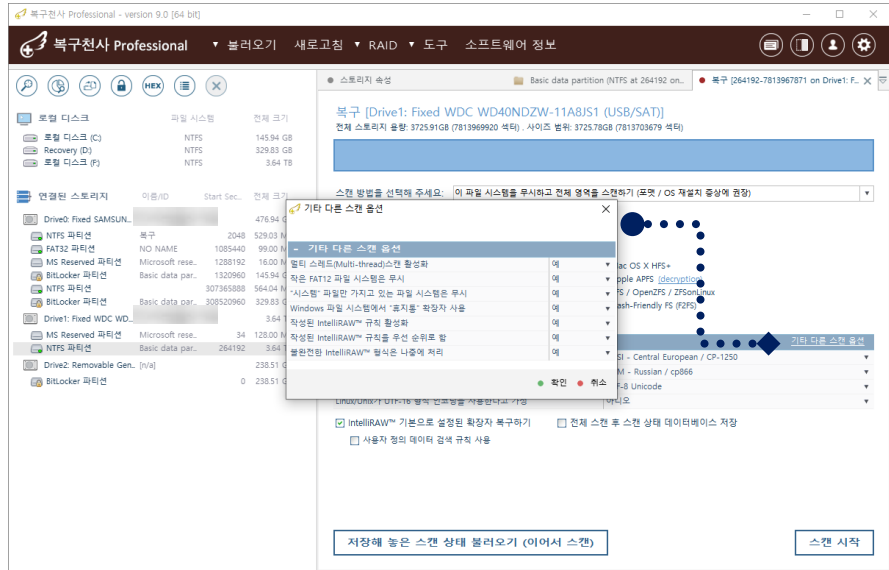 복구천사 Professional - version 9.0 [64 bit]
복구천사 Professional ▼ 불러오기 새로고침 ▼ RAID ▼ 도구 소프트웨어 정보
HEX
스토리지 속성
Basic data partition (NTFS at 264192 on..
복구 [264192-7813967871 on Drive1: F..
로컬 디스크 파일 시스템 전체 크기
로컬 디스크 (C:) NTFS 145.94 GB
Recovery (D:) NTFS 329.83 GB
로컬 디스크 (F:) NTFS 3.64 TB
연결된 스토리지 이름/ID Start Sec.. 전체 크기
Drive0: Fixed SAMSUN.. 476.94
NTFS 파티션 복구 2048 529.03 M
FAT32 파티션 NO NAME 1085440 99.00 M
MS Reserved 파티션 Microsoft rese.. 1288192 16.00 M
BitLocker 파티션 Basic data par.. 1320960 145.94
NTFS 파티션 307365888 564.04 M
BitLocker 파티션 Basic data par.. 308520960 329.83
Drive1: Fixed WDC WD.. 3.64
MS Reserved 파티션 Microsoft rese.. 34 128.00 M
NTFS 파티션 Basic data par.. 264192 3.64
Drive2: Removable Gen.. [n/a] 238.51
BitLocker 파티션 0 238.51
복구 [Drive1: Fixed WDC WD40NDZW-11A8JS1 (USB/SAT)]
전체 스토리지 용량: 3725.91GB (7813969920 섹터) . 사이즈 범위: 3725.78GB (7813703679 섹터)
스캔 방법을 선택해 주세요: 이 파일 시스템을 무시하고 전체 영역을 스캔하기 (포맷 / OS 재설치 증상에 권장)
기타 다른 스캔 옵션
- 기타 다른 스캔 옵션
멀티 스레드(Multi-thread)스캔 활성화 예
작은 FAT12 파일 시스템은 무시 예
"시스템" 파일만 가지고 있는 파일 시스템은 무시 예
Windows 파일 시스템에서 "휴지통" 확장자 사용 예
작성된 IntelliRAW™ 규칙 활성화 예
작성된 IntelliRAW™ 규칙을 우선 순위로 함 예
불완전한 IntelliRAW™ 형식은 나중에 처리 예
확인 취소
ac OS X HFS+
pple APFS (decryption)
FS / OpenZFS / ZFSonLinux
ash-Friendly FS (F2FS)
기타 다른 스캔 옵션
SI - Central European / CP-1250
M - Russian / cp866
F-8 Unicode
Linux/Unix가 UTF-16 형식 인코딩을 사용한다고 가정 아니오
IntelliRAW™ 기본으로 설정된 확장자 복구하기 전체 스캔 후 스캔 상태 데이터베이스 저장
사용자 정의 데이터 검색 규칙 사용
저장해 놓은 스캔 상태 불러오기 (이어서 스캔) 스캔 시작